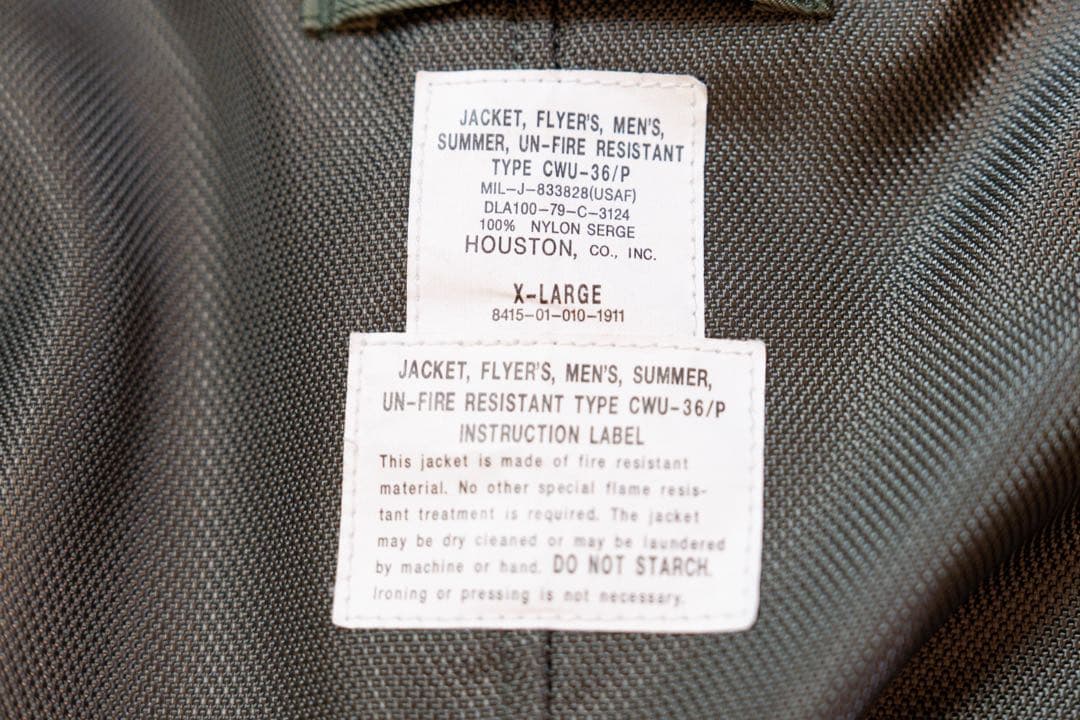 JACKET, FLYER'S, MEN'S,
SUMMER, UN-FIRE RESISTANT
TYPE CWU-36/P
MIL-J-833828(USAF)
DLA100-79-C-3124
100% NYLON SERGE
HOUSTON, CO., INC.
X-LARGE
8415-01-010-1911
JACKET, FLYER'S, MEN'S, SUMMER,
UN-FIRE RESISTANT TYPE CWU-36/P
INSTRUCTION LABEL
This jacket is made of fire resistant
material. No other special flame resis-
tant treatment is required. The jacket
may be dry cleaned or may be laundered
by machine or hand. DO NOT STARCH.
Ironing or pressing is not necessary.